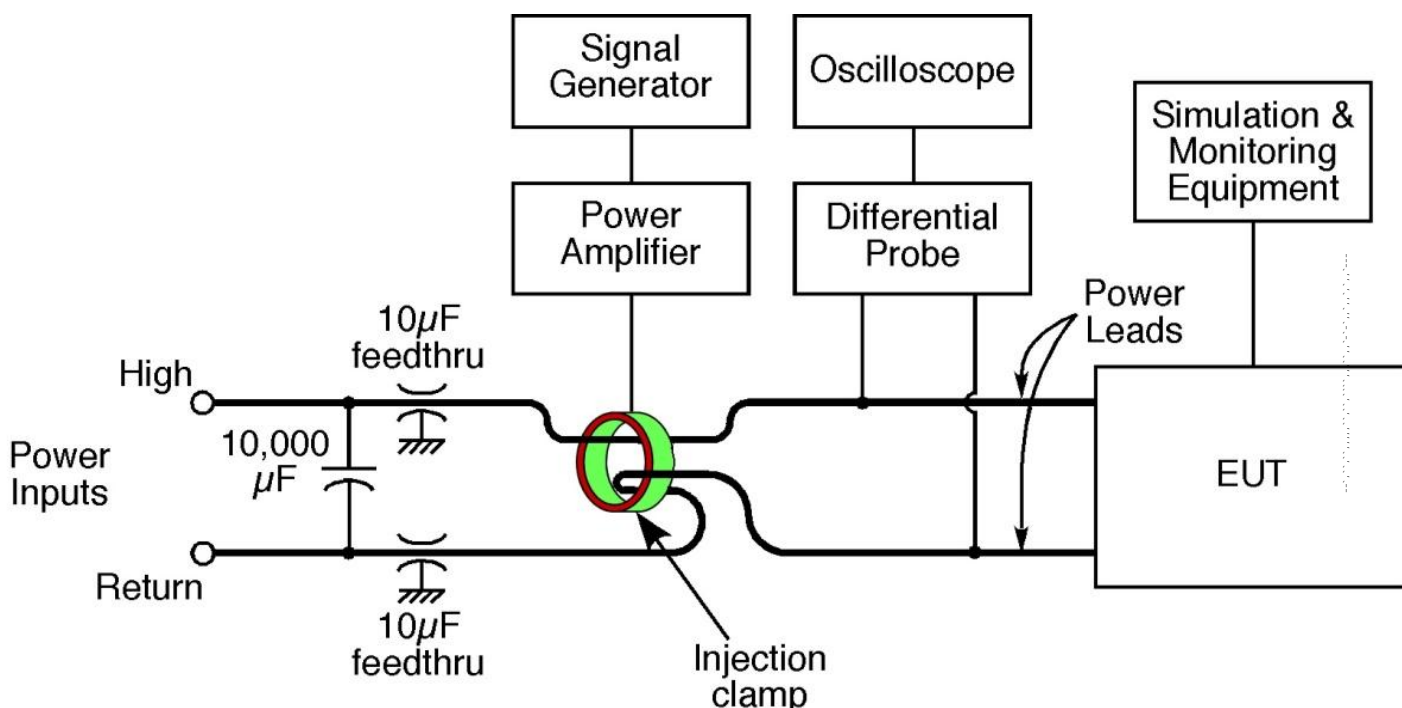 Signal
Generator
Oscilloscope
Simulation &
Monitoring
Equipment
Power
Amplifier
Differential
Probe
10µF
feedthru
Power
Leads
High
10,000
µF
Power
Inputs
EUT
Return
10µF
feedthru
Injection
clamp